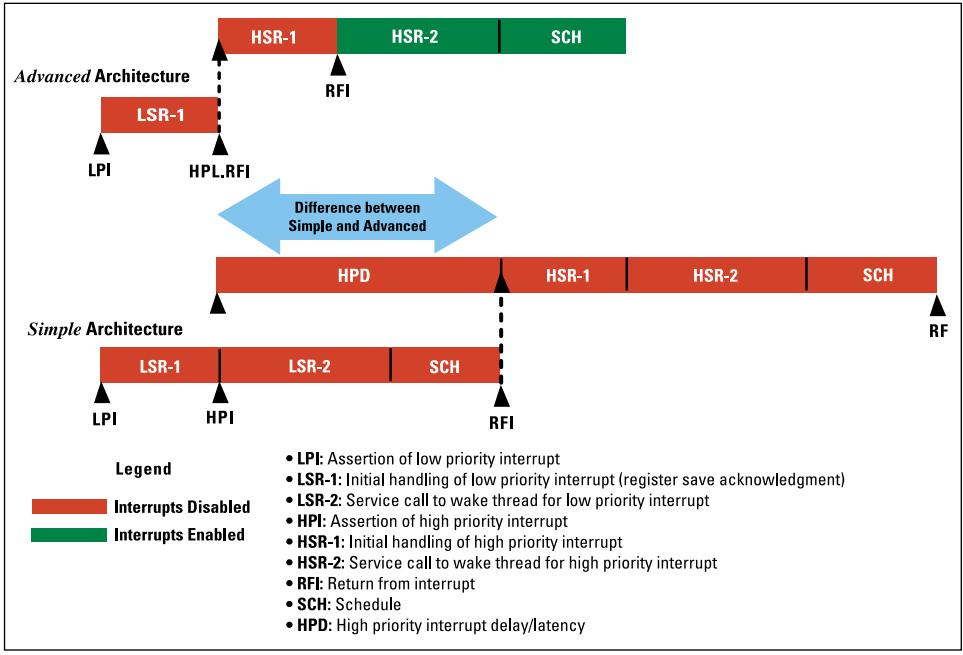 HSR-1 HSR-2 SCH
Advanced Architecture
RFI
LSR-1
LPI HPL.RFI
Difference between
Simple and Advanced
HPD HSR-1 HSR-2 SCH
Simple Architecture
RF
LSR-1 LSR-2 SCH
LPI HPI RFI
Legend
Interrupts Disabled
Interrupts Enabled
• LPI: Assertion of low priority interrupt
• LSR-1: Initial handling of low priority interrupt (register save acknowledgment)
• LSR-2: Service call to wake thread for low priority interrupt
• HPI: Assertion of high priority interrupt
• HSR-1: Initial handling of high priority interrupt
• HSR-2: Service call to wake thread for high priority interrupt
• RFI: Return from interrupt
• SCH: Schedule
• HPD: High priority interrupt delay/latency